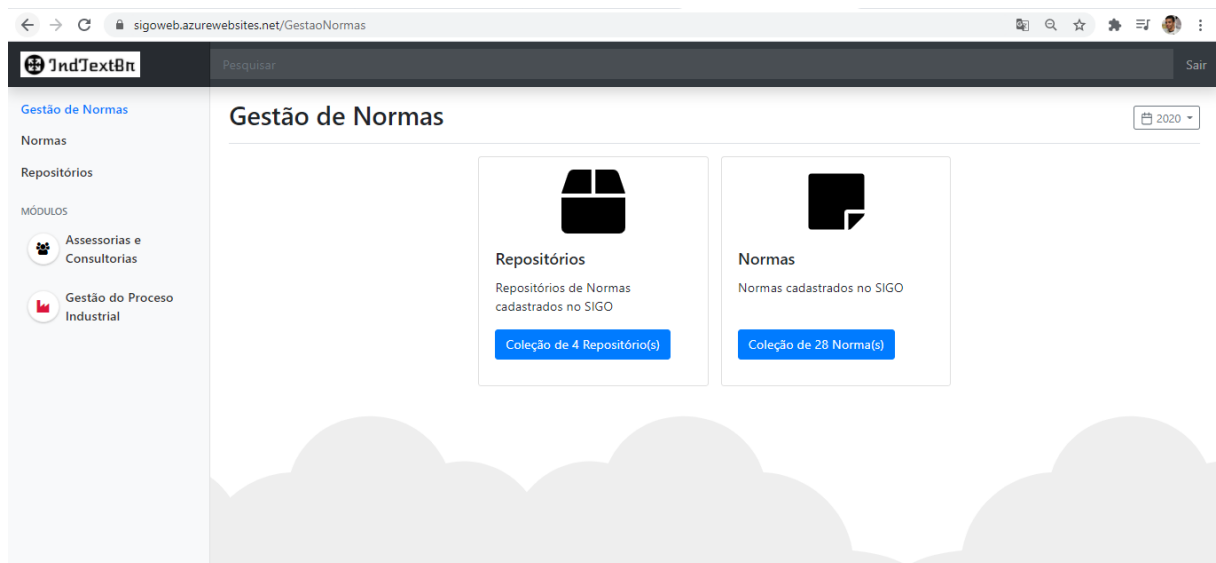 sigoweb.azurewebsites.net/GestaoNormas
IndTextBr
Pesquisar
Sair
Gestão de Normas
Normas
Repositórios
MÓDULOS
Assessorias e
Consultorias
Gestão do Proceso
Industrial
Gestão de Normas
2020
Repositórios
Repositórios de Normas
cadastrados no SIGO
Coleção de 4 Repositório(s)
Normas
Normas cadastrados no SIGO
Coleção de 28 Norma(s)